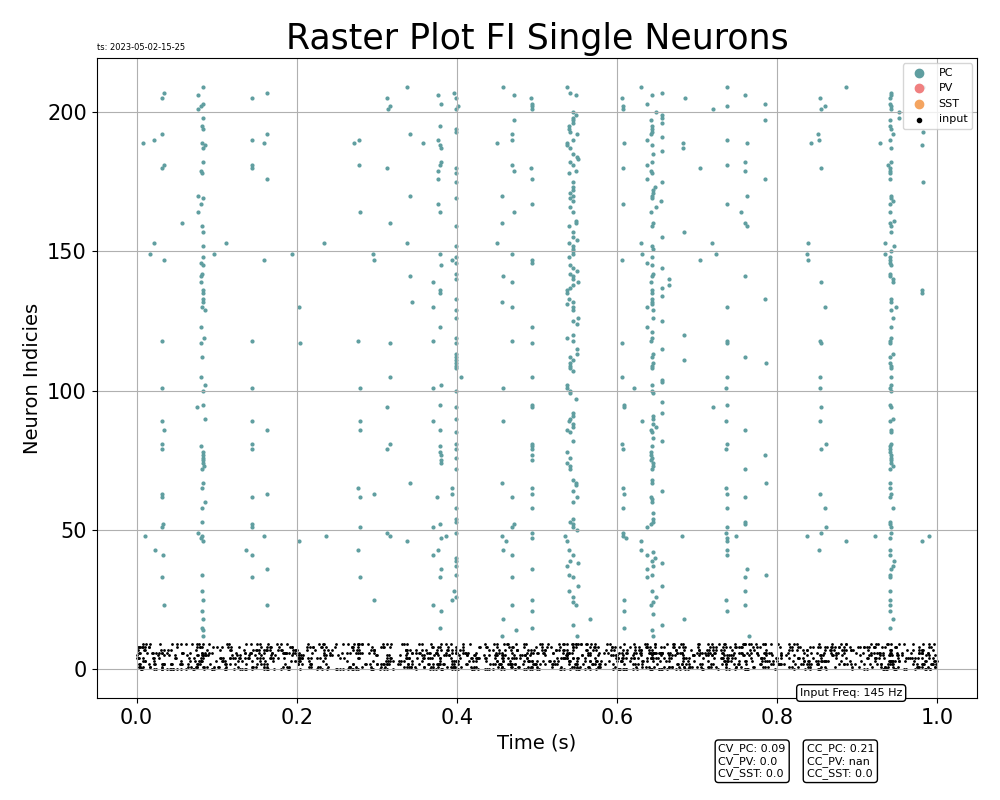 Raster Plot FI Single Neurons
ts: 2023-05-02-15-25
PC
PV
SST
input
200
150
100
50
0
Neuron Indicies
Input Freq: 145 Hz
0.0 0.2 0.4 0.6 0.8 1.0
Time (s)
CV_PC: 0.09
CV_PV: 0.0
CV_SST: 0.0
CC_PC: 0.21
CC_PV: nan
CC_SST: 0.0